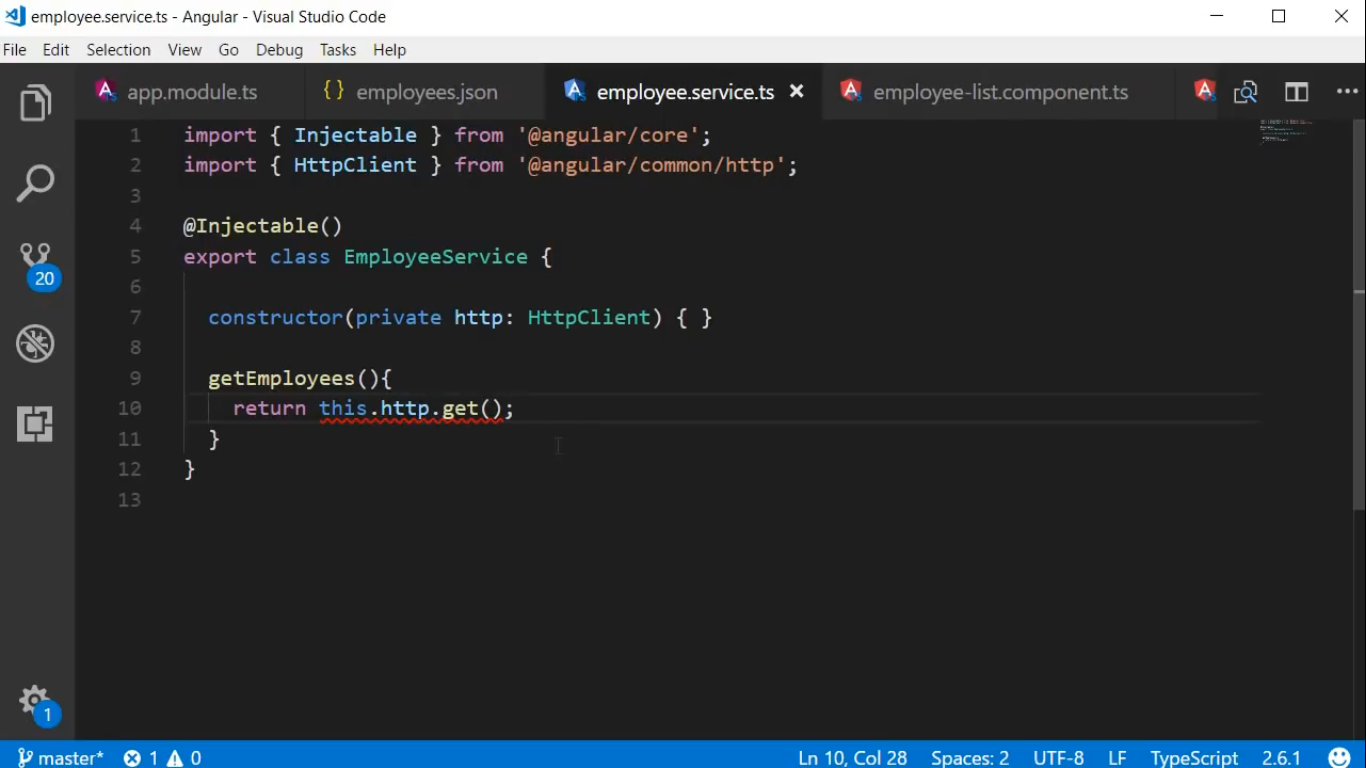 employee.service.ts - Angular - Visual Studio Code
File Edit Selection View Go Debug Tasks Help
app.module.ts { } employees.json employee.service.ts employee-list.component.ts
1 import { Injectable } from '@angular/core';
2 import { HttpClient } from '@angular/common/http';
3
4 @Injectable()
5 export class EmployeeService {
6
7 constructor(private http: HttpClient) { }
8
9 getEmployees(){
10 return this.http.get();
11 }
12 }
13
20
1
master* 1 0 Ln 10, Col 28 Spaces: 2 UTF-8 LF TypeScript 2.6.1